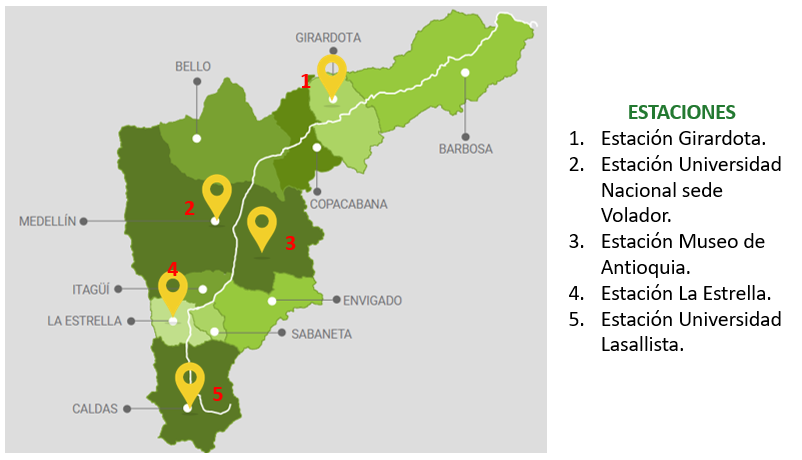 GIRARDOTA
1
BELLO
BARBOSA
COPACABANA
2
MEDELLÍN
3
4
ITAGÜÍ
ENVIGADO
LA ESTRELLA
SABANETA
5
CALDAS
ESTACIONES
1. Estación Girardota.
2. Estación Universidad
Nacional sede
Volador.
3. Estación Museo de
Antioquia.
4. Estación La Estrella.
5. Estación Universidad
Lasallista.